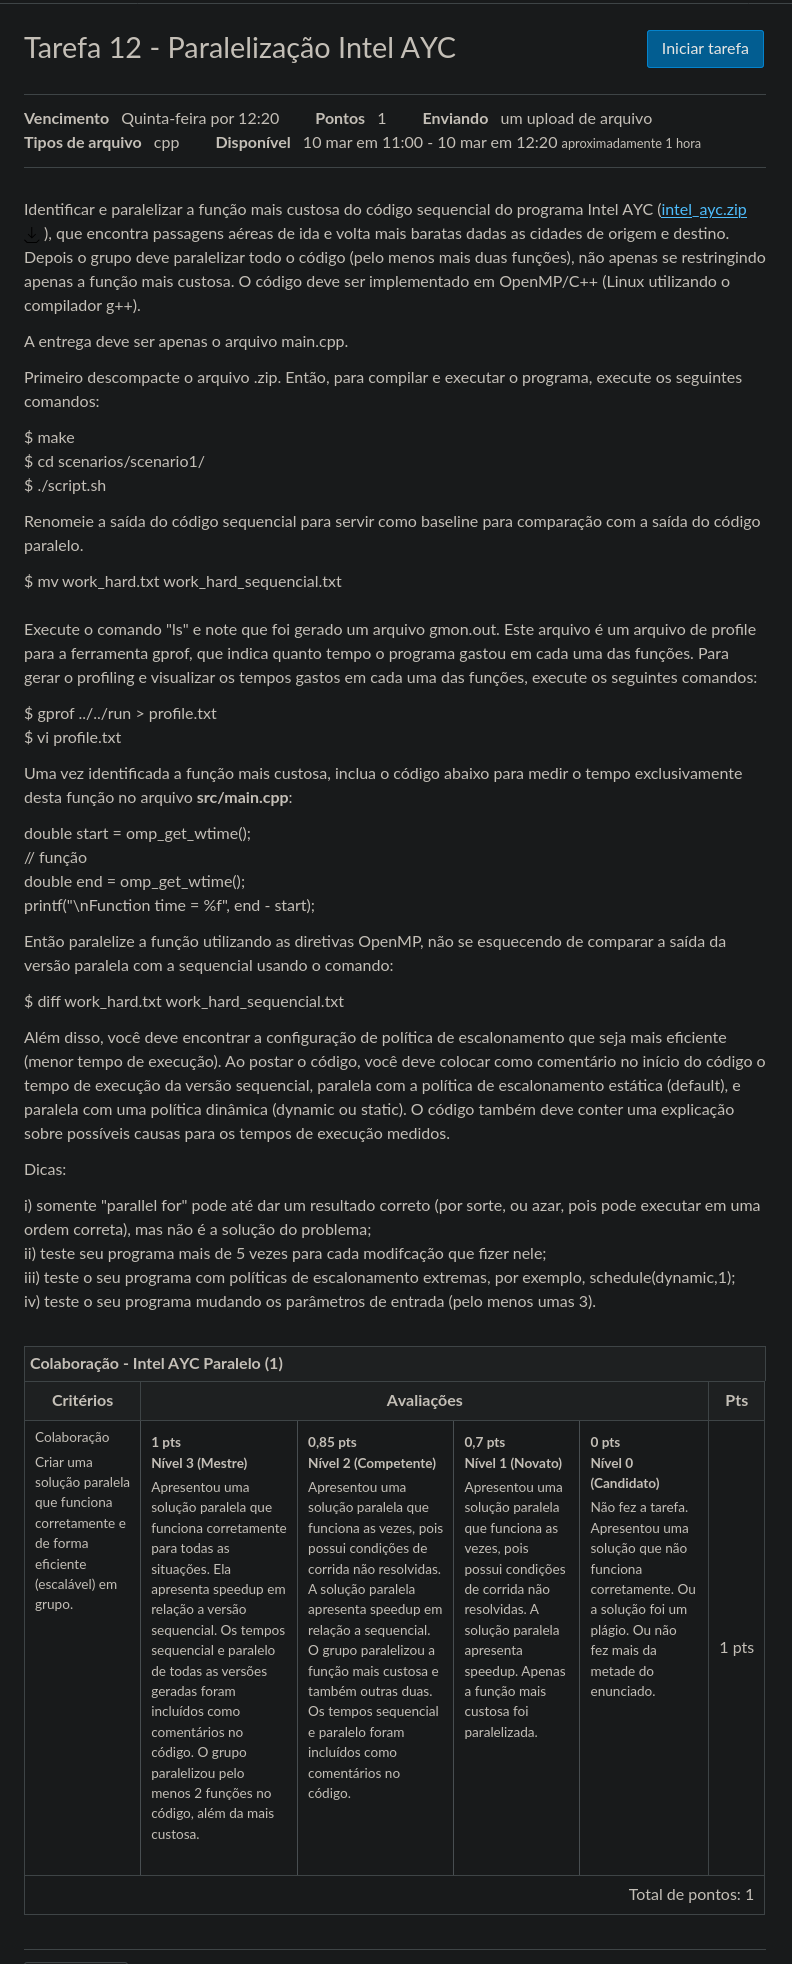 Tarefa 12 - Paralelização Intel AYC
Iniciar tarefa
Vencimento Quinta-feira por 12:20 Pontos 1 Enviando um upload de arquivo
Tipos de arquivo cpp Disponível 10 mar em 11:00 - 10 mar em 12:20 aproximadamente 1 hora
Identificar e paralelizar a função mais custosa do código sequencial do programa Intel AYC (intel_ayc.zip
), que encontra passagens aéreas de ida e volta mais baratas dadas as cidades de origem e destino.
Depois o grupo deve paralelizar todo o código (pelo menos mais duas funções), não apenas se restringindo
apenas a função mais custosa. O código deve ser implementado em OpenMP/C++ (Linux utilizando o
compilador g++).
A entrega deve ser apenas o arquivo main.cpp.
Primeiro descompacte o arquivo .zip. Então, para compilar e executar o programa, execute os seguintes
comandos:
$ make
$ cd scenarios/scenario1/
$ ./script.sh
Renomeie a saída do código sequencial para servir como baseline para comparação com a saída do código
paralelo.
$ mv work_hard.txt work_hard_sequencial.txt
Execute o comando "ls" e note que foi gerado um arquivo gmon.out. Este arquivo é um arquivo de profile
para a ferramenta gprof, que indica quanto tempo o programa gastou em cada uma das funções. Para
gerar o profiling e visualizar os tempos gastos em cada uma das funções, execute os seguintes comandos:
$ gprof ../../run > profile.txt
$ vi profile.txt
Uma vez identificada a função mais custosa, inclua o código abaixo para medir o tempo exclusivamente
desta função no arquivo src/main.cpp:
double start = omp_get_wtime();
// função
double end = omp_get_wtime();
printf("\nFunction time = %f", end - start);
Então paralelize a função utilizando as diretivas OpenMP, não se esquecendo de comparar a saída da
versão paralela com a sequencial usando o comando:
$ diff work_hard.txt work_hard_sequencial.txt
Além disso, você deve encontrar a configuração de política de escalonamento que seja mais eficiente
(menor tempo de execução). Ao postar o código, você deve colocar como comentário no início do código o
tempo de execução da versão sequencial, paralela com a política de escalonamento estática (default), e
paralela com uma política dinâmica (dynamic ou static). O código também deve conter uma explicação
sobre possíveis causas para os tempos de execução medidos.
Dicas:
i) somente "parallel for" pode até dar um resultado correto (por sorte, ou azar, pois pode executar em uma
ordem correta), mas não é a solução do problema;
ii) teste seu programa mais de 5 vezes para cada modifcação que fizer nele;
iii) teste o seu programa com políticas de escalonamento extremas, por exemplo, schedule(dynamic,1);
iv) teste o seu programa mudando os parâmetros de entrada (pelo menos umas 3).
Colaboração - Intel AYC Paralelo (1)
Critérios Avaliações Pts
Colaboração
Criar uma
solução paralela
que funciona
corretamente e
de forma
eficiente
(escalável) em
grupo.
1 pts
Nível 3 (Mestre)
Apresentou uma
solução paralela que
funciona corretamente
para todas as
situações. Ela
apresenta speedup em
relação a versão
sequencial. Os tempos
sequencial e paralelo
de todas as versões
geradas foram
incluídos como
comentários no
código. O grupo
paralelizou pelo
menos 2 funções no
código, além da mais
custosa.
0,85 pts
Nível 2 (Competente)
Apresentou uma
solução paralela que
funciona as vezes, pois
possui condições de
corrida não resolvidas.
A solução paralela
apresenta speedup em
relação a sequencial.
O grupo paralelizou a
função mais custosa e
também outras duas.
Os tempos sequencial
e paralelo foram
incluídos como
comentários no
código.
0,7 pts
Nível 1 (Novato)
Apresentou uma
solução paralela
que funciona as
vezes, pois
possui condições
de corrida não
resolvidas. A
solução paralela
apresenta
speedup. Apenas
a função mais
custosa foi
paralelizada.
0 pts
Nível 0
(Candidato)
Não fez a tarefa.
Apresentou uma
solução que não
funciona
corretamente. Ou
a solução foi um
plágio. Ou não
fez mais da
metade do
enunciado.
1 pts
Total de pontos: 1